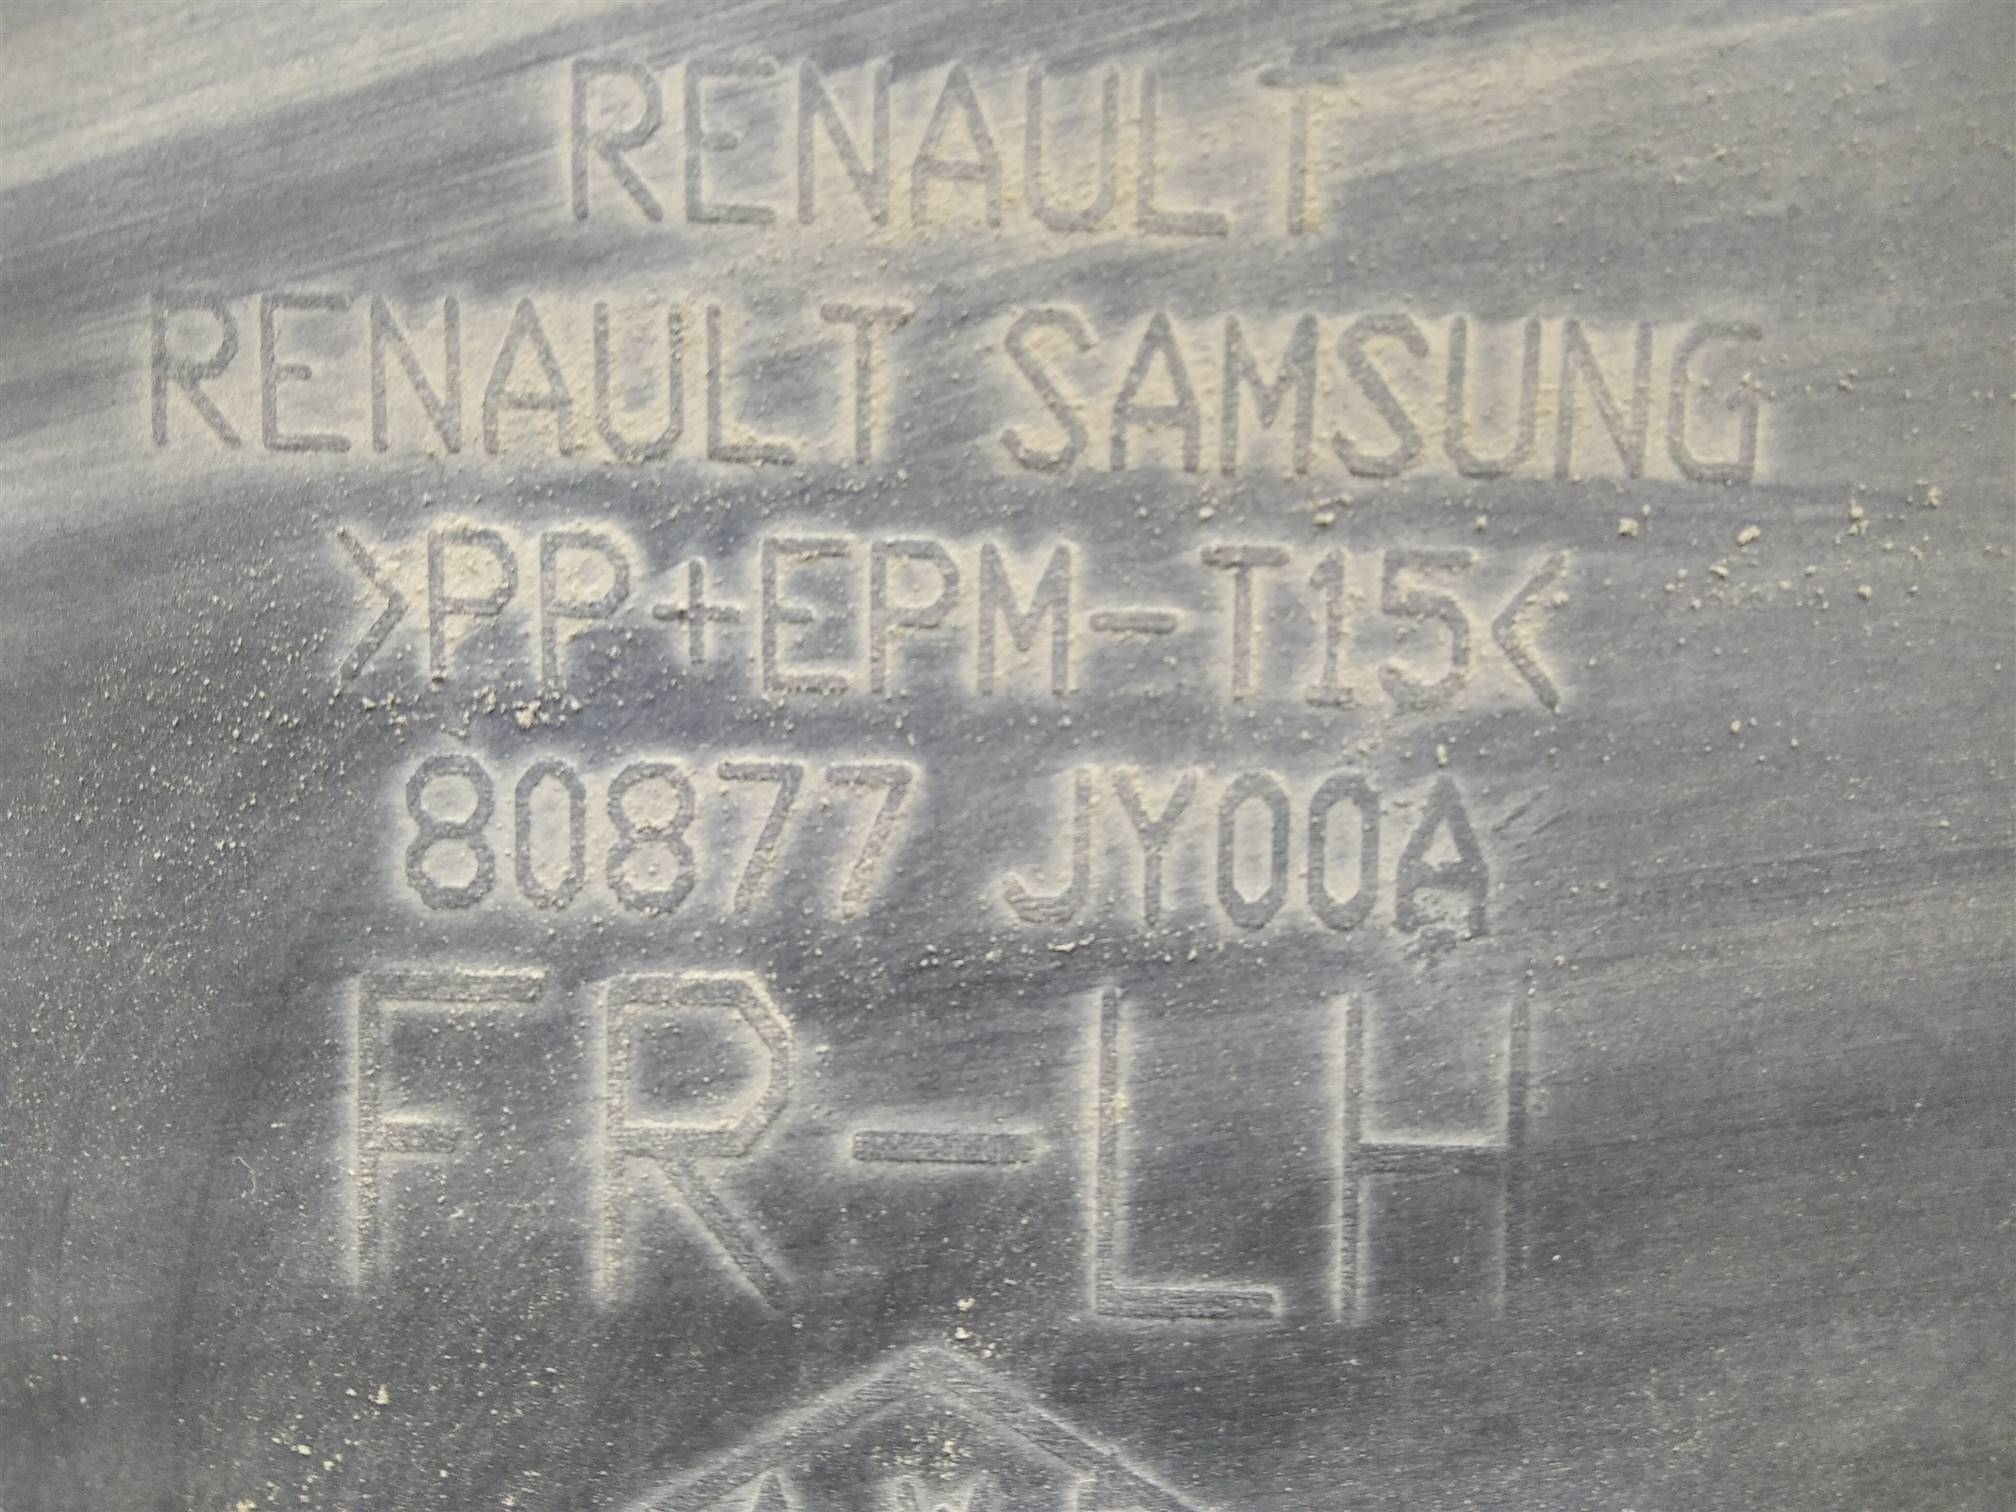 RENAULT
RENAULT SAMSUNG
>PP+EPM-T15<
80877 JY00A
FR-LH